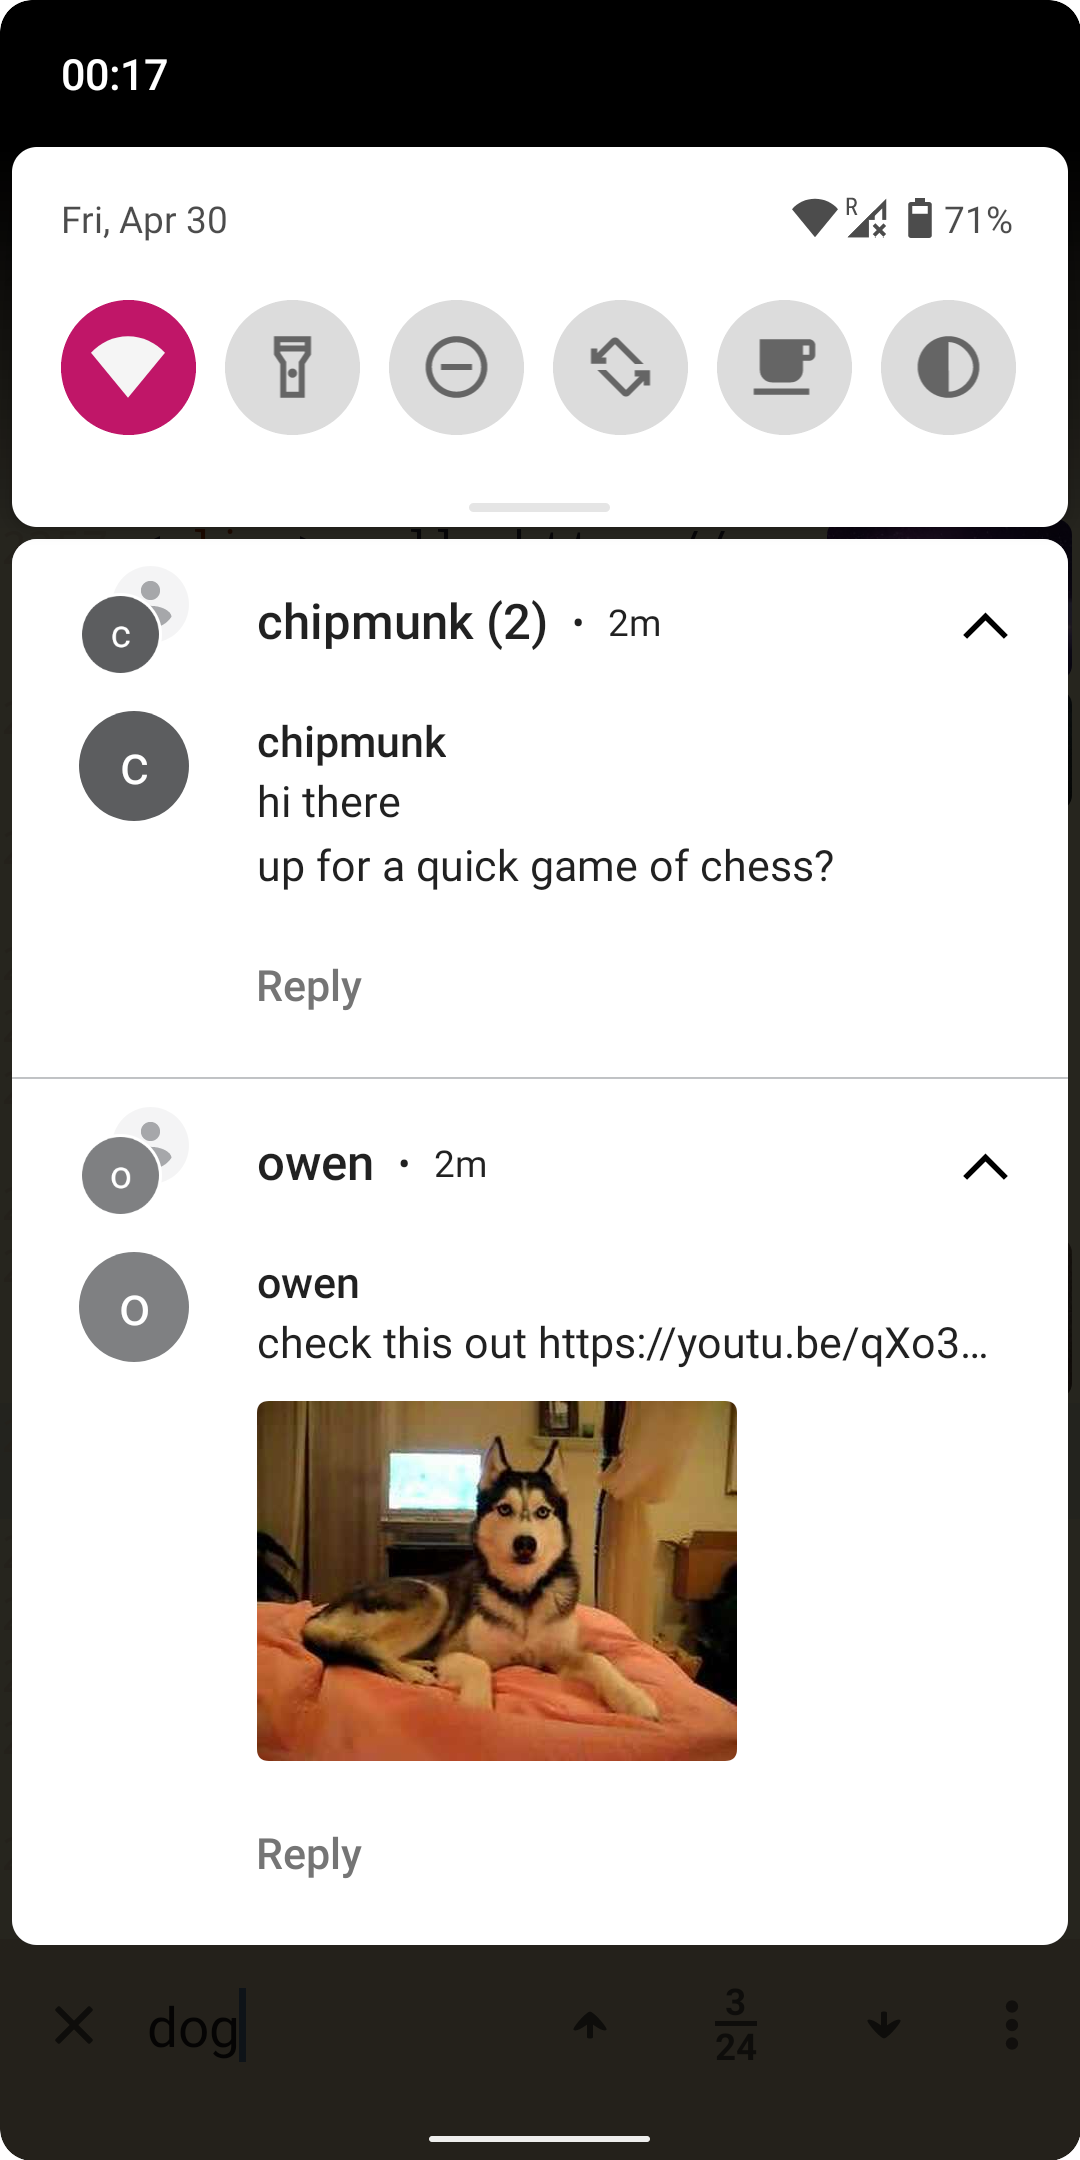 00:17
Fri, Apr 30
R
71%
c
chipmunk (2) • 2m
c
chipmunk
hi there
up for a quick game of chess?
Reply
o
owen • 2m
o
owen
check this out https://youtu.be/qXo3…
Reply
dog
3
24